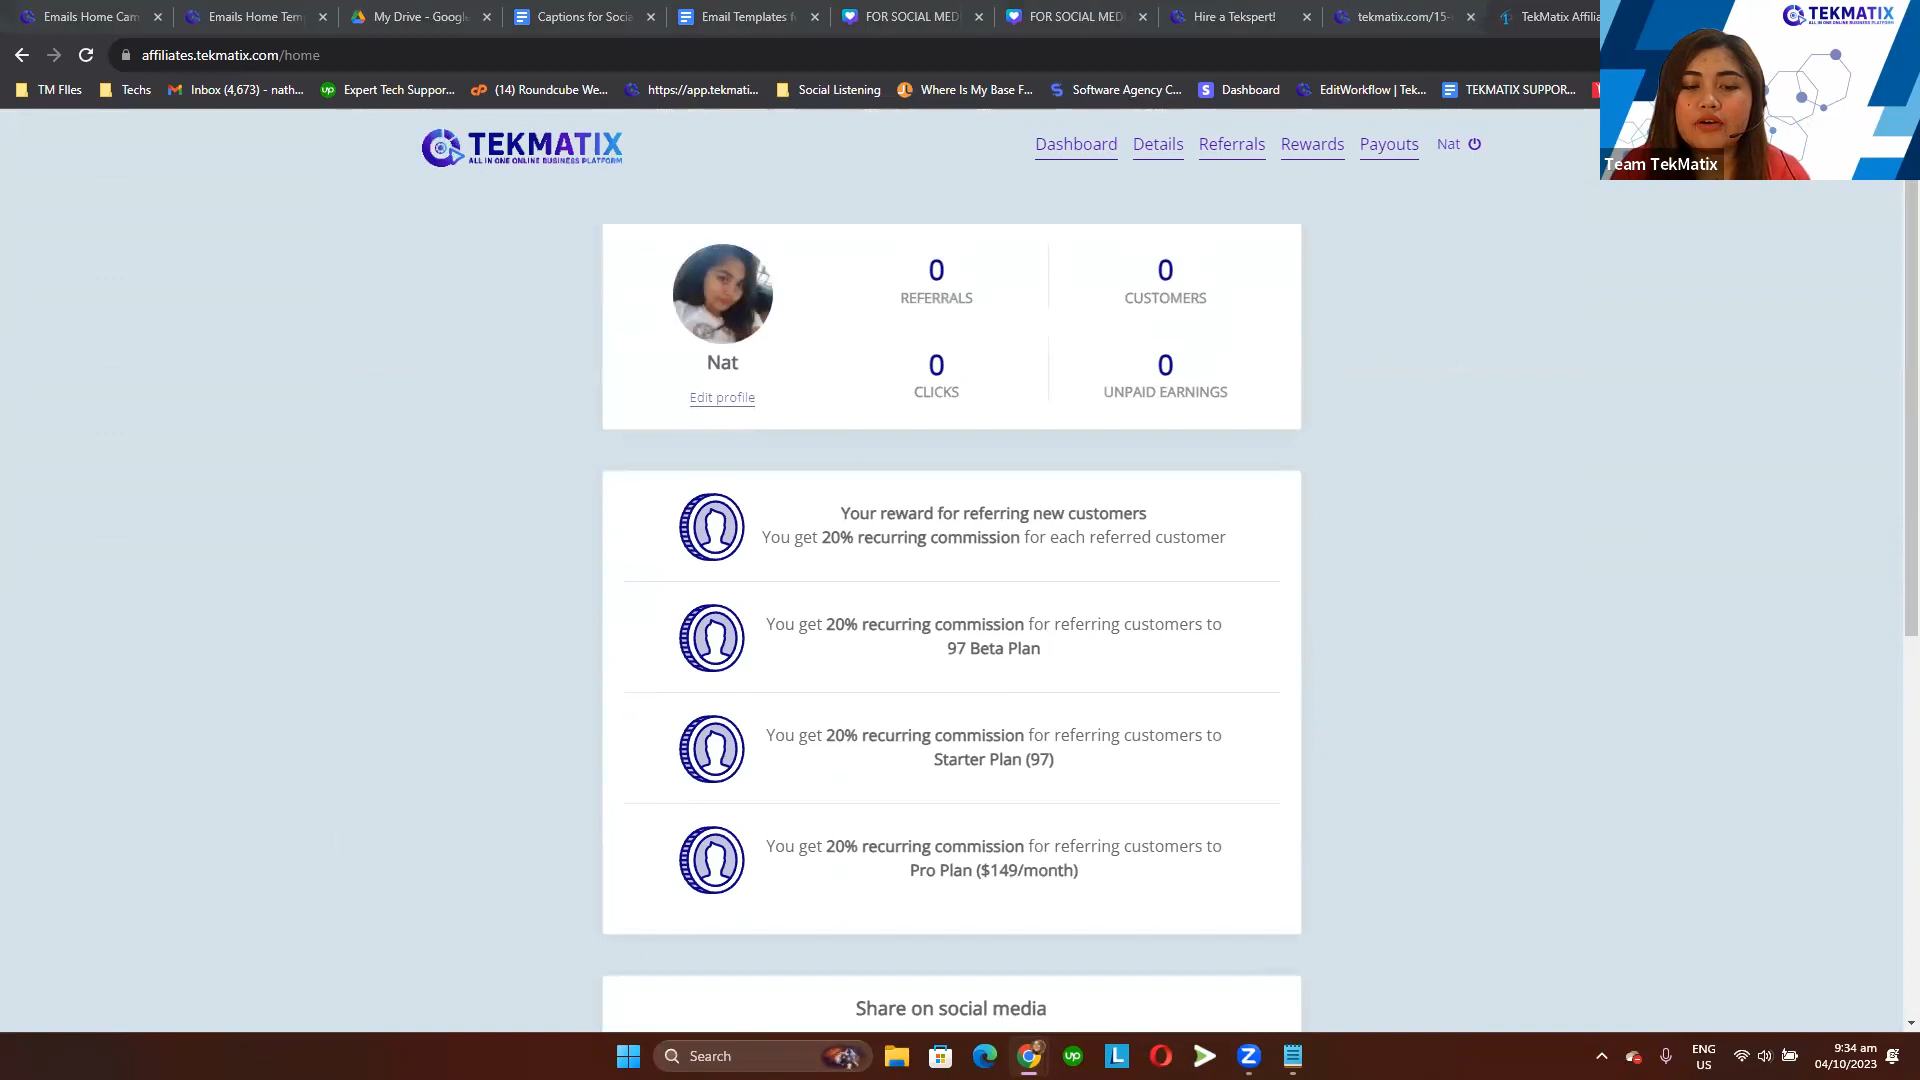 Emails Home Cam
Emails Home Tem
My Drive - Google
Captions for Socia
Email Templates f
FOR SOCIAL MED
FOR SOCIAL MED
Hire a Tekspert!
tekmatix.com/15-
TekMatix Affilia
affiliates.tekmatix.com/home
TM FIles
Techs
Inbox (4,673) - nath...
Expert Tech Suppor...
(14) Roundcube We...
https://app.tekmati...
Social Listening
Where Is My Base F...
Software Agency C...
Dashboard
EditWorkflow | Tek...
TEKMATIX SUPPOR...
TEKMATIX
ALL IN ONE ONLINE BUSINESS PLATFORM
Team TekMatix
TEKMATIX
ALL IN ONE ONLINE BUSINESS PLATFORM
Dashboard
Details
Referrals
Rewards
Payouts
Nat
0
REFERRALS
0
CUSTOMERS
Nat
Edit profile
0
CLICKS
0
UNPAID EARNINGS
Your reward for referring new customers
You get 20% recurring commission for each referred customer
You get 20% recurring commission for referring customers to
97 Beta Plan
You get 20% recurring commission for referring customers to
Starter Plan (97)
You get 20% recurring commission for referring customers to
Pro Plan ($149/month)
Share on social media
Search
ENG
US
9:34 am
04/10/2023